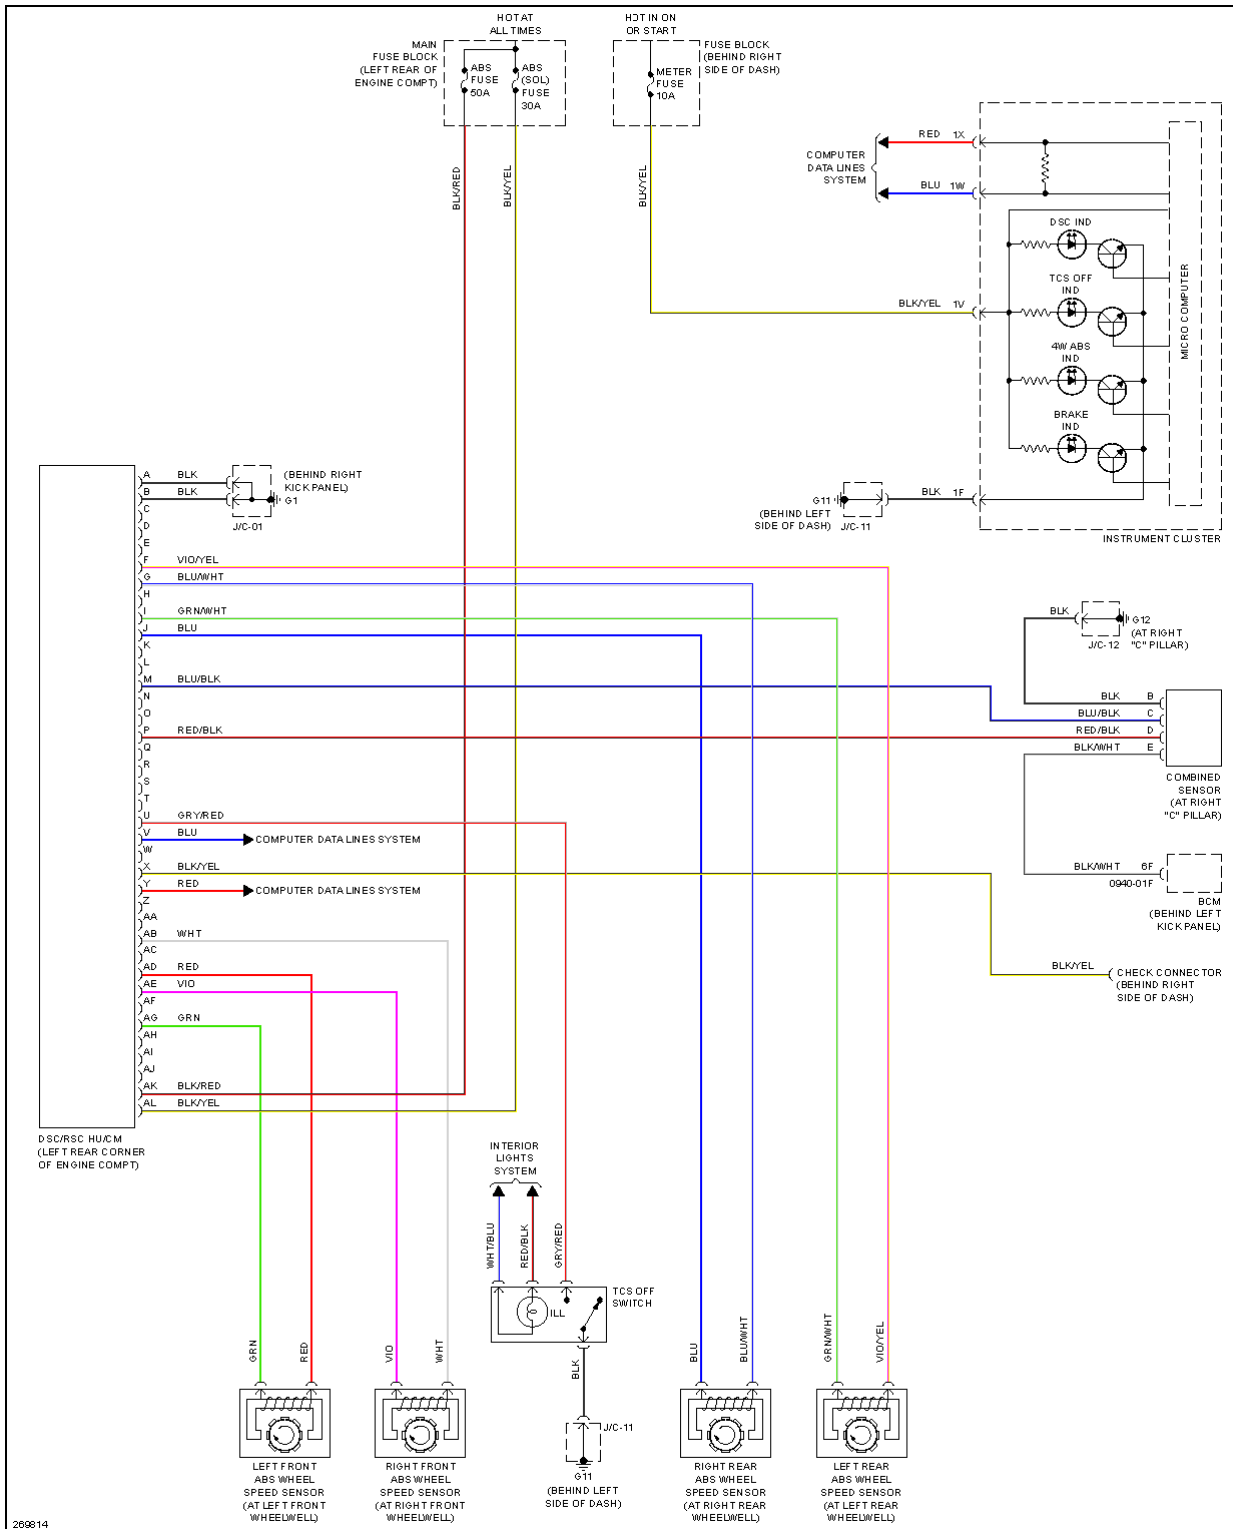 HOT AT
ALL TIMES
HOT IN ON
OR START
MAIN
FUSE BLOCK
(LEFT REAR OF
ENGINE COMPT)
ABS
FUSE
50A
ABS
(SOL)
FUSE
30A
METER
FUSE
10A
FUSE BLOCK
(BEHIND RIGHT
SIDE OF DASH)
BLK/RED
BLK/YEL
BLK/YEL
COMPUTER
DATA LINES
SYSTEM
RED 1X
BLU 1W
BLK/YEL 1V
DSC IND
TCS OFF
IND
4W ABS
IND
BRAKE
IND
MICRO COMPUTER
G11
(BEHIND LEFT
SIDE OF DASH)
J/C-11
BLK 1F
INSTRUMENT CLUSTER
A BLK
B BLK
C
D
E
F VIO/YEL
G BLU/WHT
H
I GRN/WHT
J BLU
K
L
M BLU/BLK
N
O
P RED/BLK
Q
R
S
T
U GRY/RED
V BLU
W
X BLK/YEL
Y RED
Z
AA
AB WHT
AC
AD RED
AE VIO
AF
AG GRN
AH
AI
AJ
AK BLK/RED
AL BLK/YEL
(BEHIND RIGHT
KICK PANEL)
G1
J/C-01
COMPUTER DATA LINES SYSTEM
COMPUTER DATA LINES SYSTEM
DSC/RSC HU/CM
(LEFT REAR CORNER
OF ENGINE COMPT)
BLK
G12
(AT RIGHT
"C" PILLAR)
J/C-12
BLK B
BLU/BLK C
RED/BLK D
BLK/WHT E
COMBINED
SENSOR
(AT RIGHT
"C" PILLAR)
BLK/WHT 6F
0940-01F
BCM
(BEHIND LEFT
KICK PANEL)
BLK/YEL
CHECK CONNECTOR
(BEHIND RIGHT
SIDE OF DASH)
INTERIOR
LIGHTS
SYSTEM
WHT/BLU
RED/BLK
GRY/RED
TCS OFF
SWITCH
ILL
BLK
J/C-11
G11
(BEHIND LEFT
SIDE OF DASH)
GRN
RED
VIO
WHT
BLU
BLU/WHT
GRN/WHT
VIO/YEL
LEFT FRONT
ABS WHEEL
SPEED SENSOR
(AT LEFT FRONT
WHEELWELL)
RIGHT FRONT
ABS WHEEL
SPEED SENSOR
(AT RIGHT FRONT
WHEELWELL)
RIGHT REAR
ABS WHEEL
SPEED SENSOR
(AT RIGHT REAR
WHEELWELL)
LEFT REAR
ABS WHEEL
SPEED SENSOR
(AT LEFT REAR
WHEELWELL)
269814